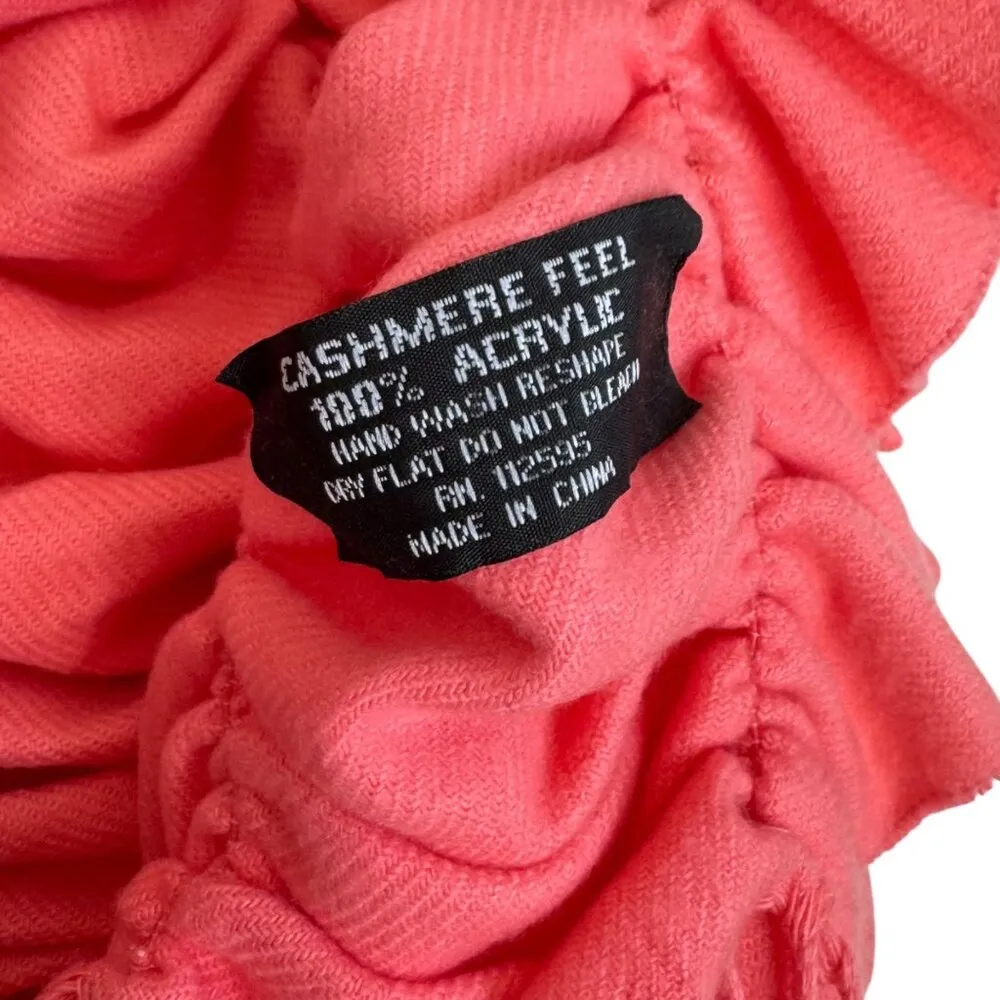 CASHMERE FEEL
100% ACRYLIC
HAND WASH RESHAPE
DRY FLAT DO NOT BLEACH
RN. 112595
MADE IN CHINA